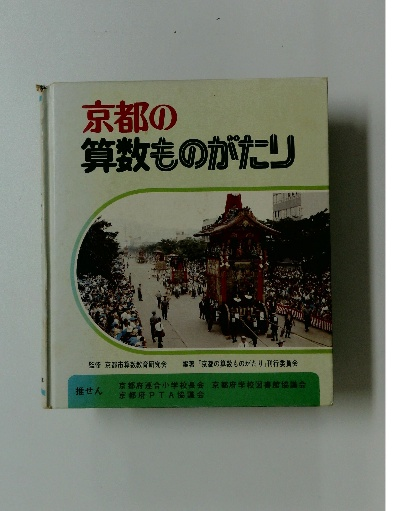 京都の
算数ものがたり
監修 京都市算数教育研究会 編著「京都の算数ものがたり」刊行委員会
推せん
京都府連合小学校長会 京都府学校図書館協議会
京都府PTA協議会